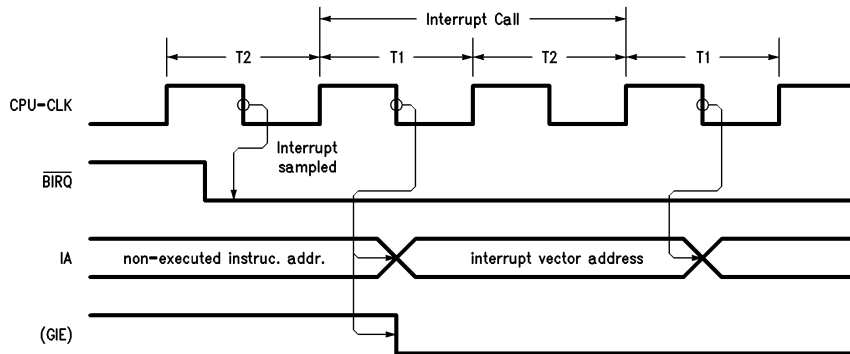 Interrupt Call
T2
T1
T2
T1
CPU-CLK
Interrupt
sampled
BIRQ
IA
non-executed instruc. addr.
interrupt vector address
(GIE)